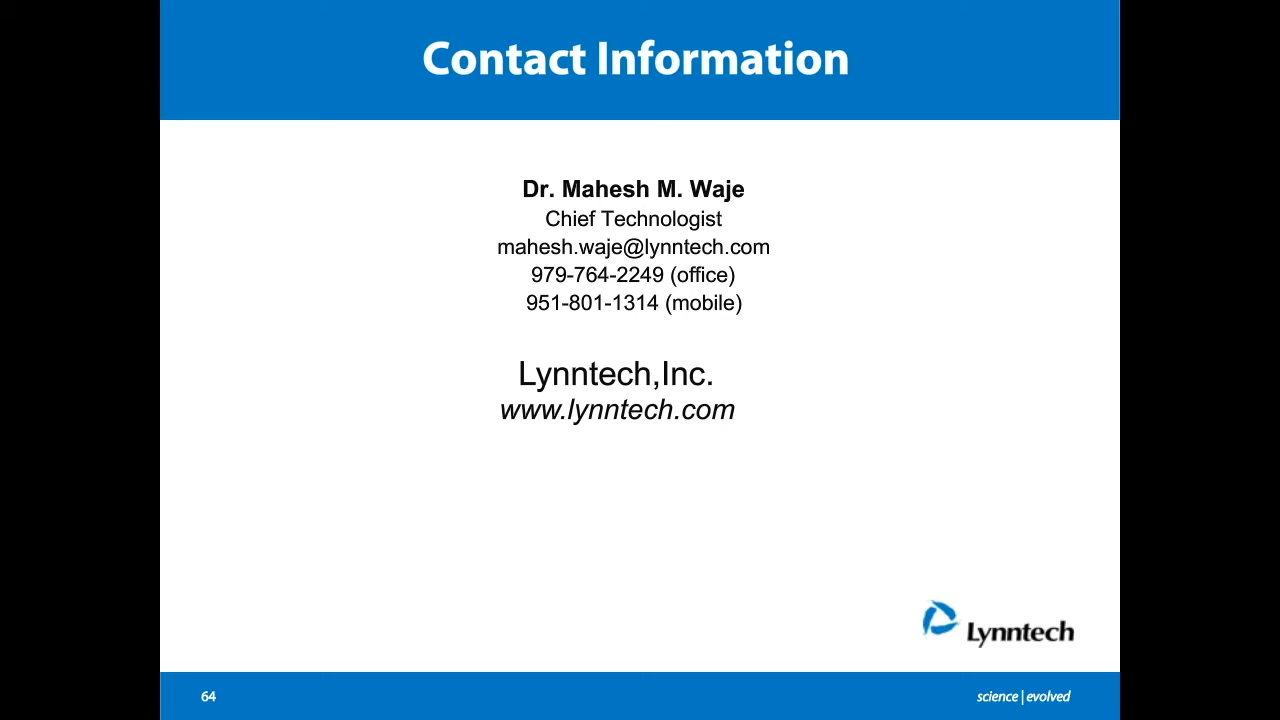 Contact Information
Dr. Mahesh M. Waje
Chief Technologist
mahesh.waje@lynntech.com
979-764-2249 (office)
951-801-1314 (mobile)
Lynntech,Inc.
www.lynntech.com
Lynntech
64
science | evolved